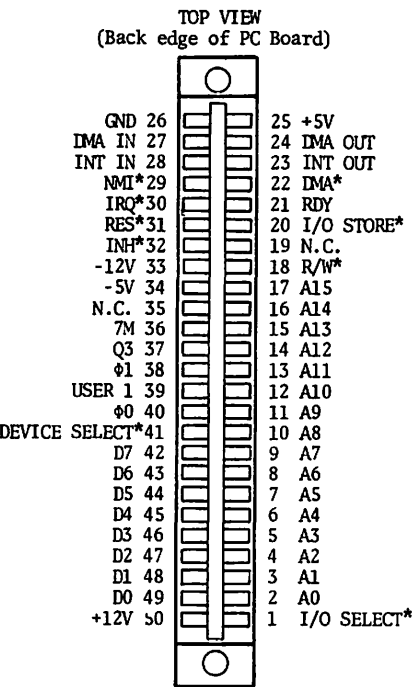 TOP VIEW
(Back edge of PC Board)
GND 26 25 +5V
DMA IN 27 24 DMA OUT
INT IN 28 23 INT OUT
NMI* 29 22 DMA*
IRQ* 30 21 RDY
RES* 31 20 I/O STORE*
INH* 32 19 N.C.
-12V 33 18 R/W*
-5V 34 17 A15
N.C. 35 16 A14
7M 36 15 A13
Q3 37 14 A12
Φ1 38 13 A11
USER 1 39 12 A10
Φ0 40 11 A9
DEVICE SELECT* 41 10 A8
D7 42 9 A7
D6 43 8 A6
D5 44 7 A5
D4 45 6 A4
D3 46 5 A3
D2 47 4 A2
D1 48 3 A1
D0 49 2 A0
+12V 50 1 I/O SELECT*